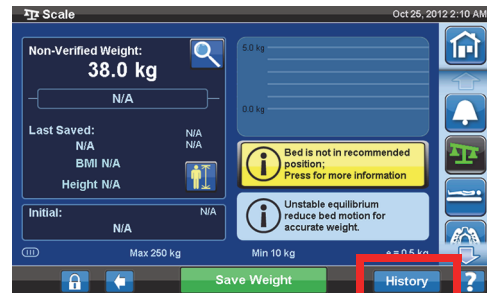 Scale
Oct 25, 2012 2:10 AM
Non-Verified Weight:
38.0 kg
N/A
Last Saved:
N/A
N/A
N/A
BMI N/A
Height N/A
Initial:
N/A
N/A
5.0 kg
0.0 kg
Bed is not in recommended
position;
Press for more information
Unstable equilibrium
reduce bed motion for
accurate weight.
Max 250 kg
Min 10 kg
e = 0.5 kg
Save Weight
History
?